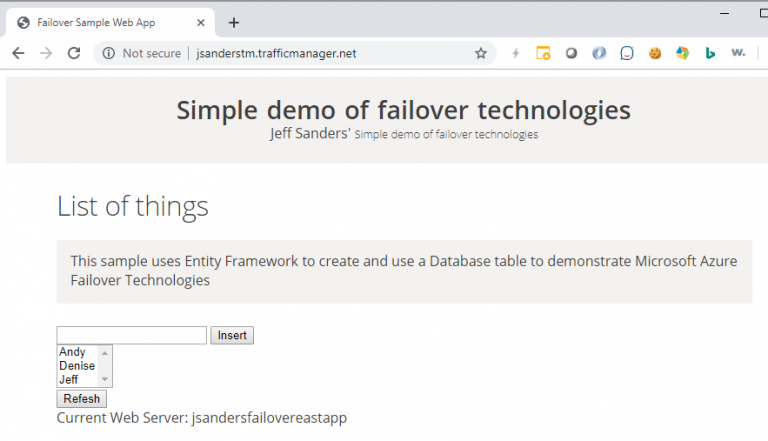 Failover Sample Web App
Not secure | jsanderstm.trafficmanager.net
w.
Simple demo of failover technologies
Jeff Sanders' Simple demo of failover technologies
List of things
This sample uses Entity Framework to create and use a Database table to demonstrate Microsoft Azure
Failover Technologies
Insert
Andy
Denise
Jeff
Refesh
Current Web Server: jsandersfailovereastapp